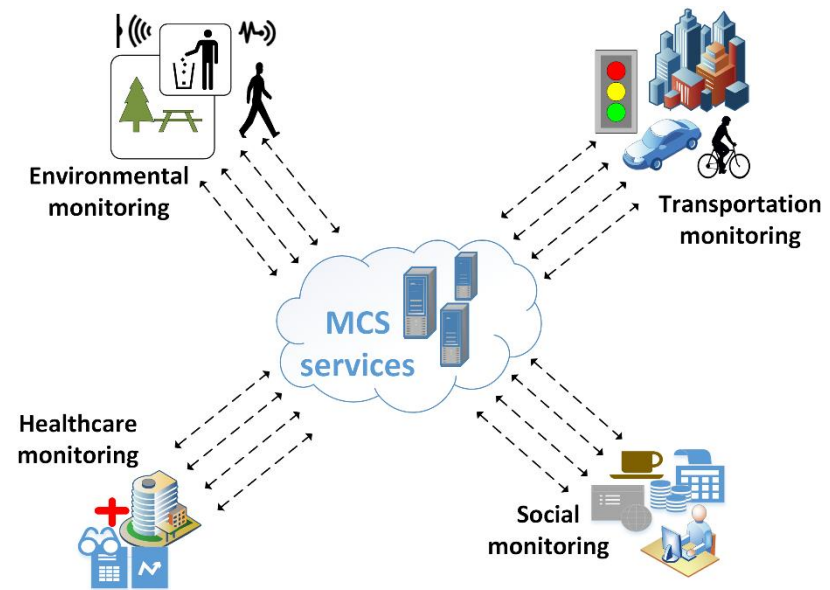 Environmental
monitoring
Transportation
monitoring
MCS
services
Healthcare
monitoring
Social
monitoring